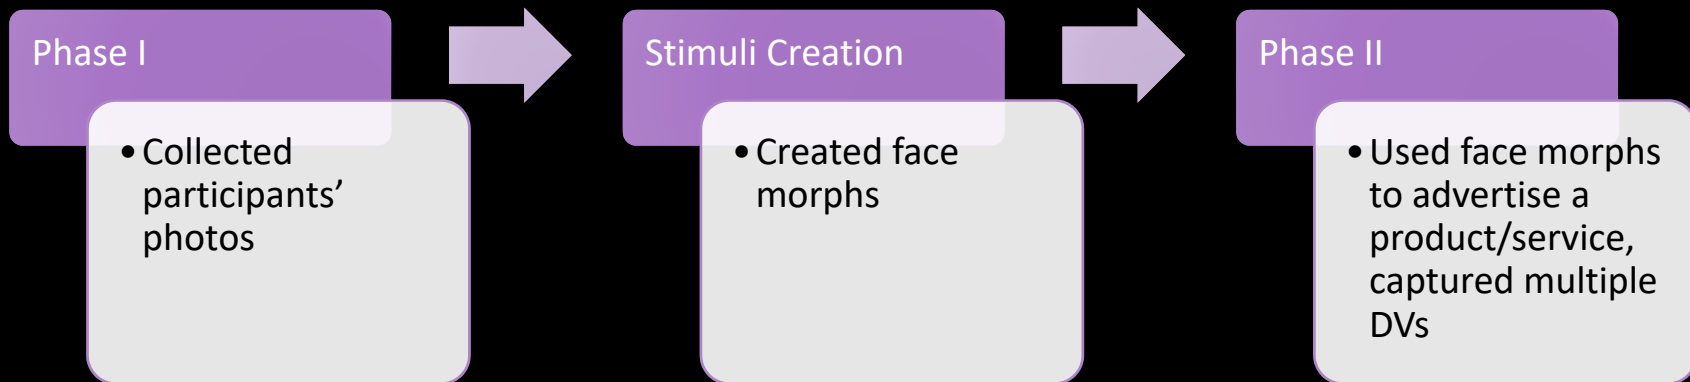 Phase I
• Collected
participants’
photos
Stimuli Creation
• Created face
morphs
Phase II
• Used face morphs
to advertise a
product/service,
captured multiple
DVs